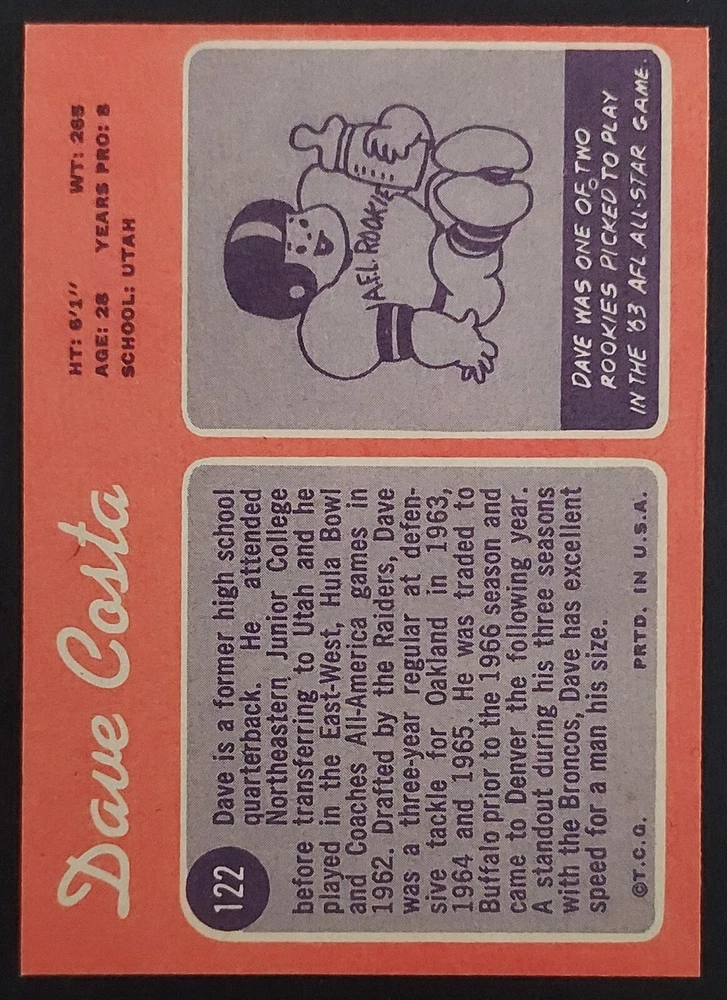 Dave Costa
HT: 6'1" WT: 265
AGE: 28 YEARS PRO: 8
SCHOOL: UTAH
122
Dave is a former high school
quarterback. He attended
Northeastern Junior College
before transferring to Utah and he
played in the East-West, Hula Bowl
and Coaches All-America games in
1962. Drafted by the Raiders, Dave
was a three-year regular at defen-
sive tackle for Oakland in 1963,
1964 and 1965. He was traded to
Buffalo prior to the 1966 season and
came to Denver the following year.
A standout during his three seasons
with the Broncos, Dave has excellent
speed for a man his size.
©T.C.G. PRTD. IN U.S.A.
A.F.L. ROOKIE
DAVE WAS ONE OF TWO
ROOKIES PICKED TO PLAY
IN THE '63 AFL ALL-STAR GAME.